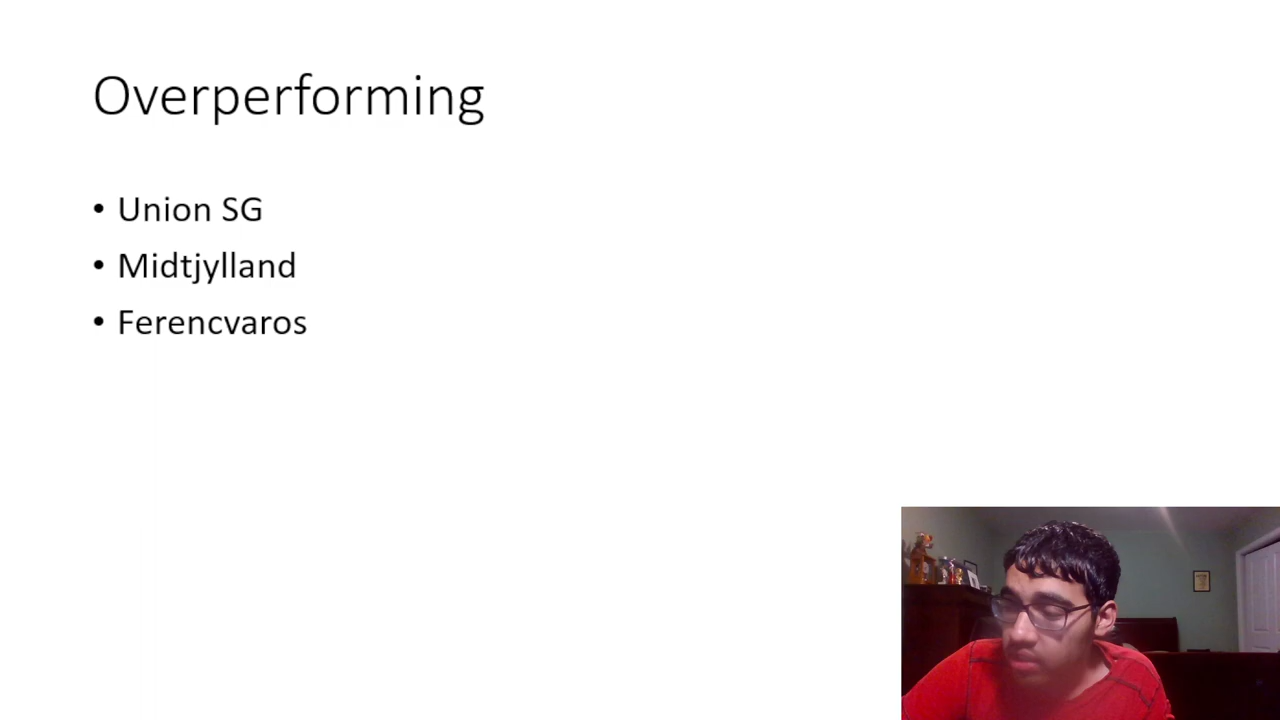 Overperforming
• Union SG
• Midtjylland
• Ferencvaros